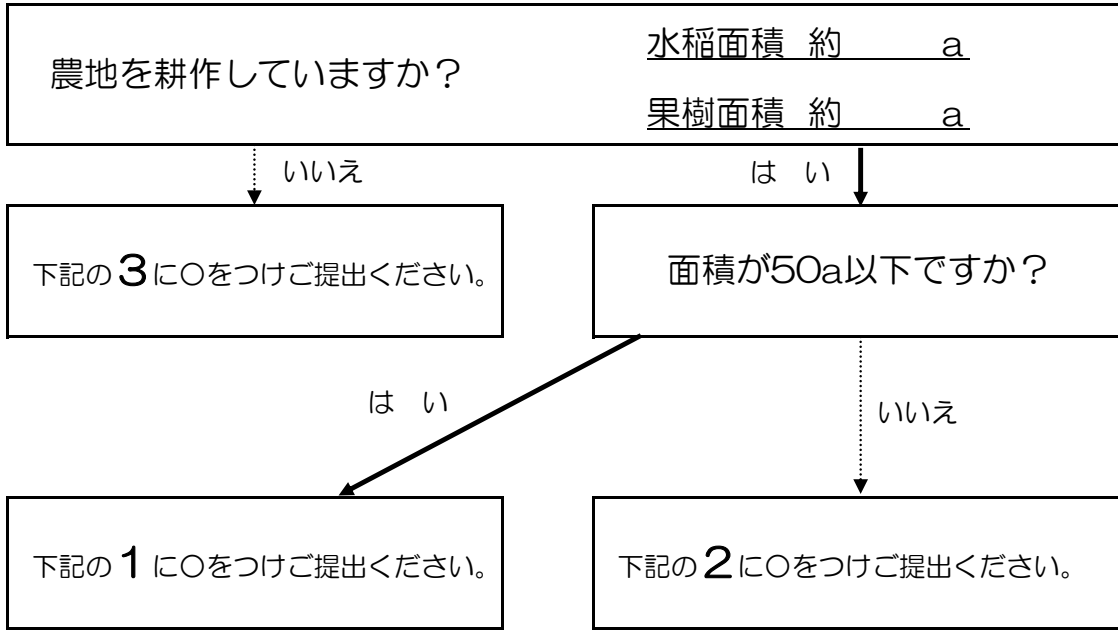 農地を耕作していますか？
水稲面積 約 a
果樹面積 約 a
いいえ
は い
下記の３に○をつけご提出ください。
面積が50a以下ですか？
は い
いいえ
下記の１に○をつけご提出ください。
下記の２に○をつけご提出ください。